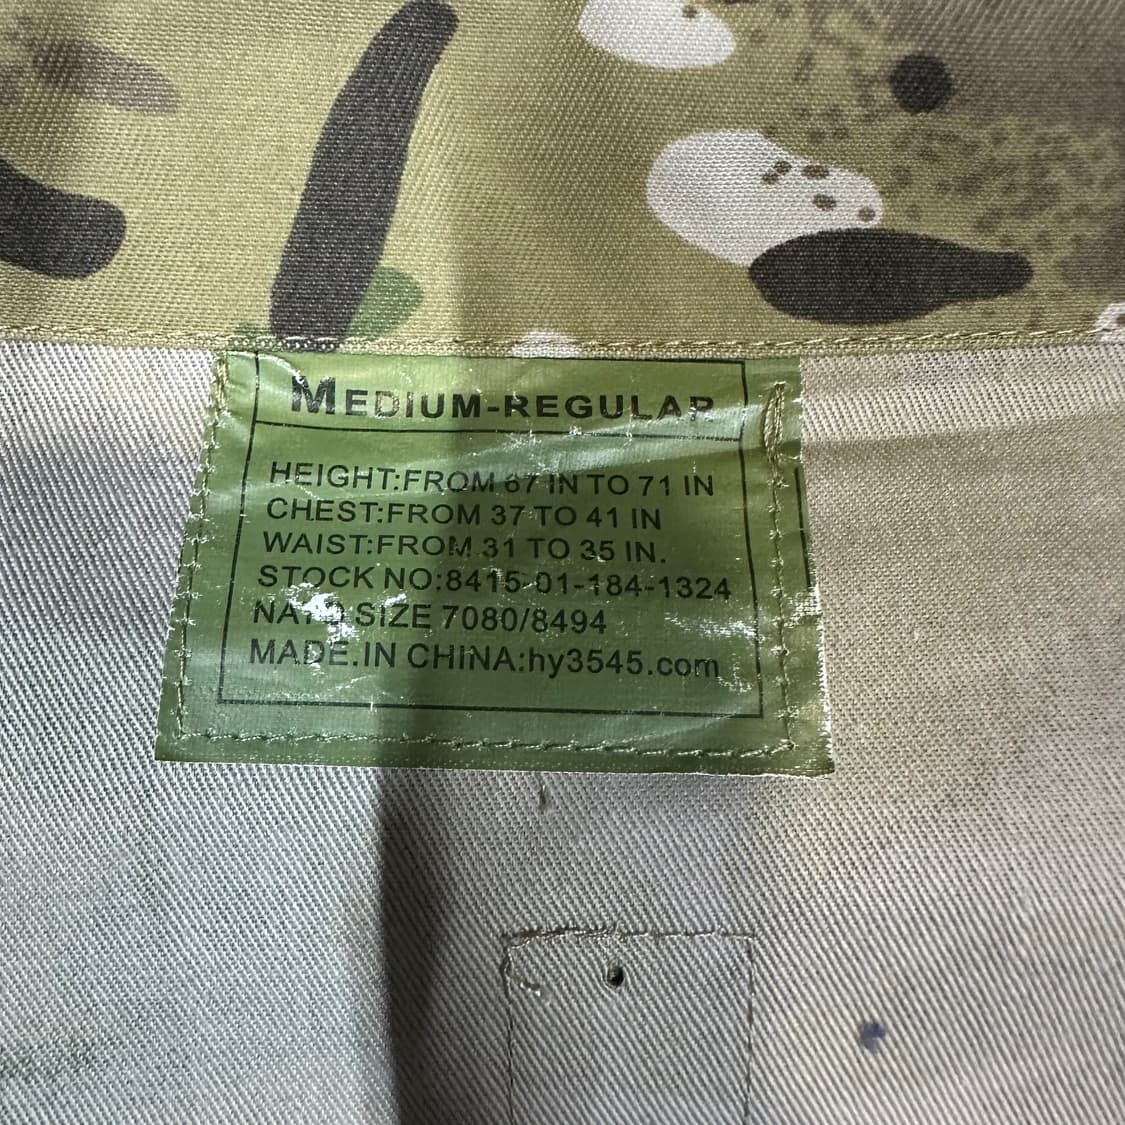 MEDIUM-REGULAR
HEIGHT:FROM 67 IN TO 71 IN
CHEST:FROM 37 TO 41 IN
WAIST:FROM 31 TO 35 IN.
STOCK NO:8415-01-184-1324
NATO SIZE 7080/8494
MADE.IN CHINA:hy3545.com